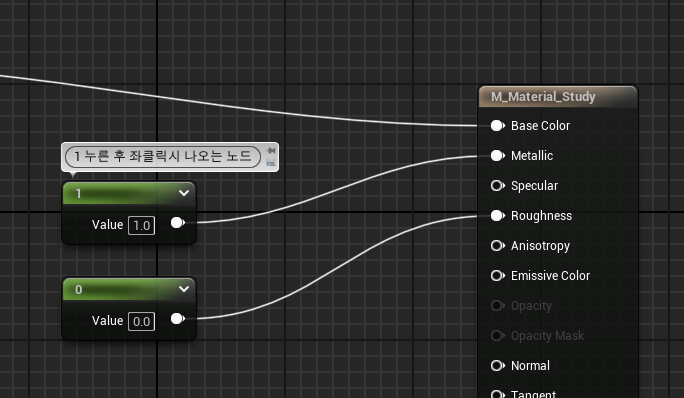 M_Material_Study
Base Color
1 누른 후 좌클릭시 나오는 노드
Metallic
1
Specular
Value 1.0
Roughness
Anisotropy
0
Emissive Color
Value 0.0
Opacity
Opacity Mask
Normal
Tangent